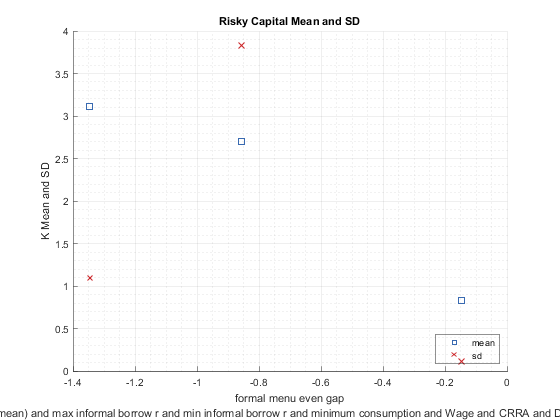 Risky Capital Mean and SD
4
3.5
3
2.5
2
1.5
1
0.5
0
K Mean and SD
mean
sd
-1.4 -1.2 -1 -0.8 -0.6 -0.4 -0.2 0
formal menu even gap
mean) and max informal borrow r and min informal borrow r and minimum consumption and Wage and CRRA and D